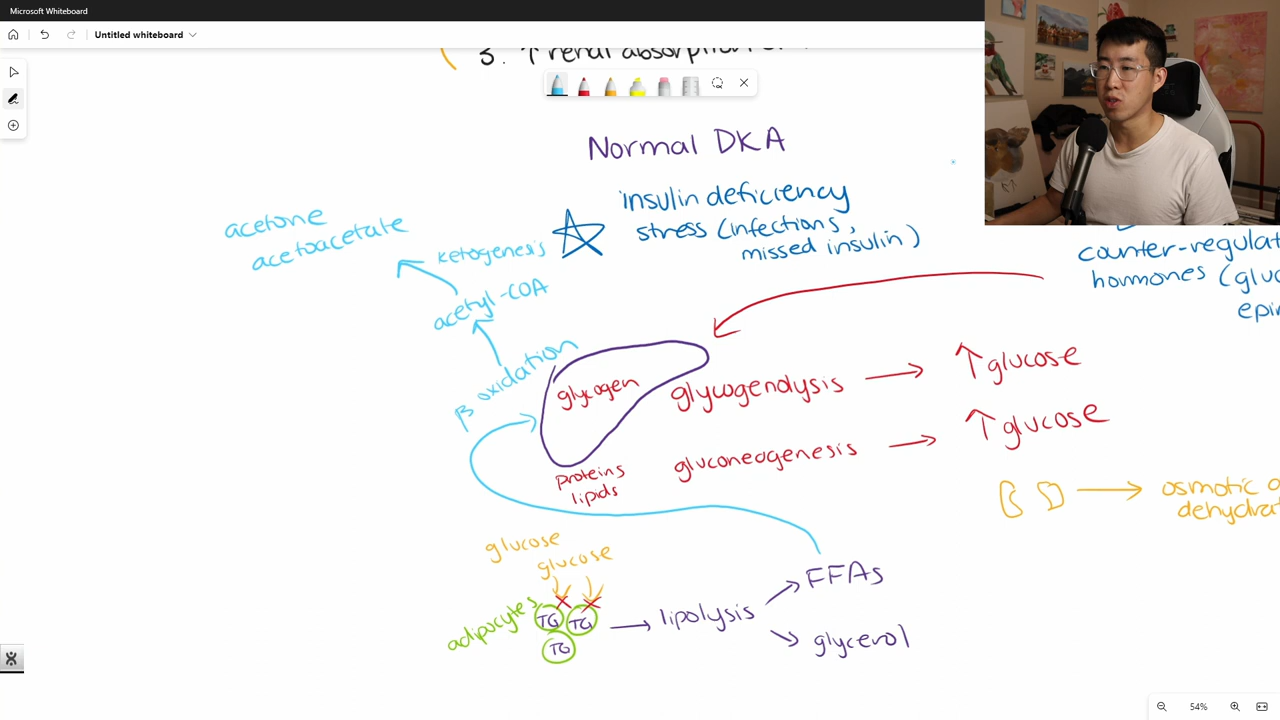 Microsoft Whiteboard
Untitled whiteboard
3. ↑ renal absorption
Normal DKA
insulin deficiency
stress (infections,
missed insulin)
acetone
acetoacetate
ketogenesis
acetyl-COA
β oxidation
counter-regulat
hormones (gluc
epi
glycogen
glycogenolysis → ↑ glucose
proteins
lipids
gluconeogenesis → ↑ glucose
→ osmotic
dehydrat
glucose
glucose
adipocytes
TG
TG
TG
→ lipolysis
FFAs
glycerol
54%